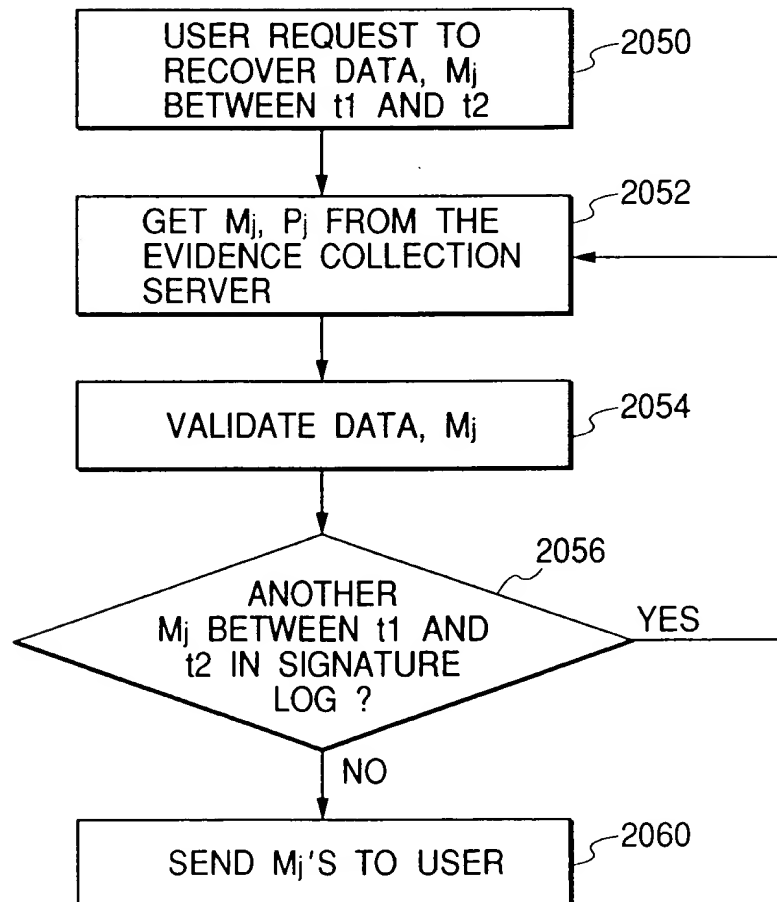 USER REQUEST TO
RECOVER DATA, Mj
BETWEEN t1 AND t2
2050
GET Mj, Pj FROM THE
EVIDENCE COLLECTION
SERVER
2052
VALIDATE DATA, Mj
2054
ANOTHER
Mj BETWEEN t1 AND
t2 IN SIGNATURE
LOG ?
2056
YES
NO
SEND Mj'S TO USER
2060